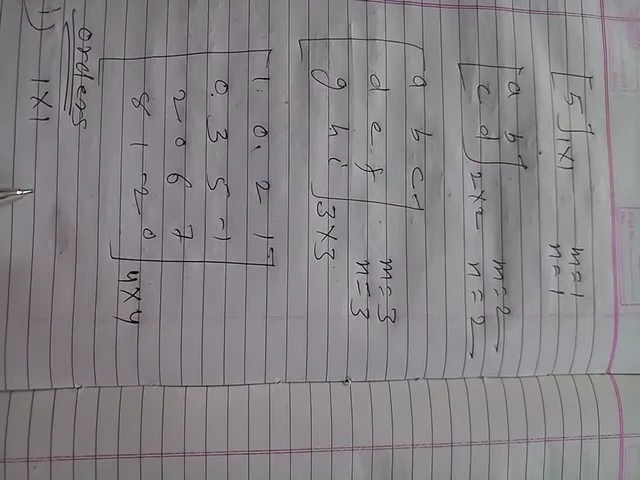 [5] 1×1 m=1
n=1
[a b
c d] 2×2 m=2
n=2
[a b c
d e f
g h i] 3×3 m=3
n=3
[1 0 2 1
0 3 5 -1
2 0 6 7
8 1 -2 0] 4×4
orders
1) 1×1